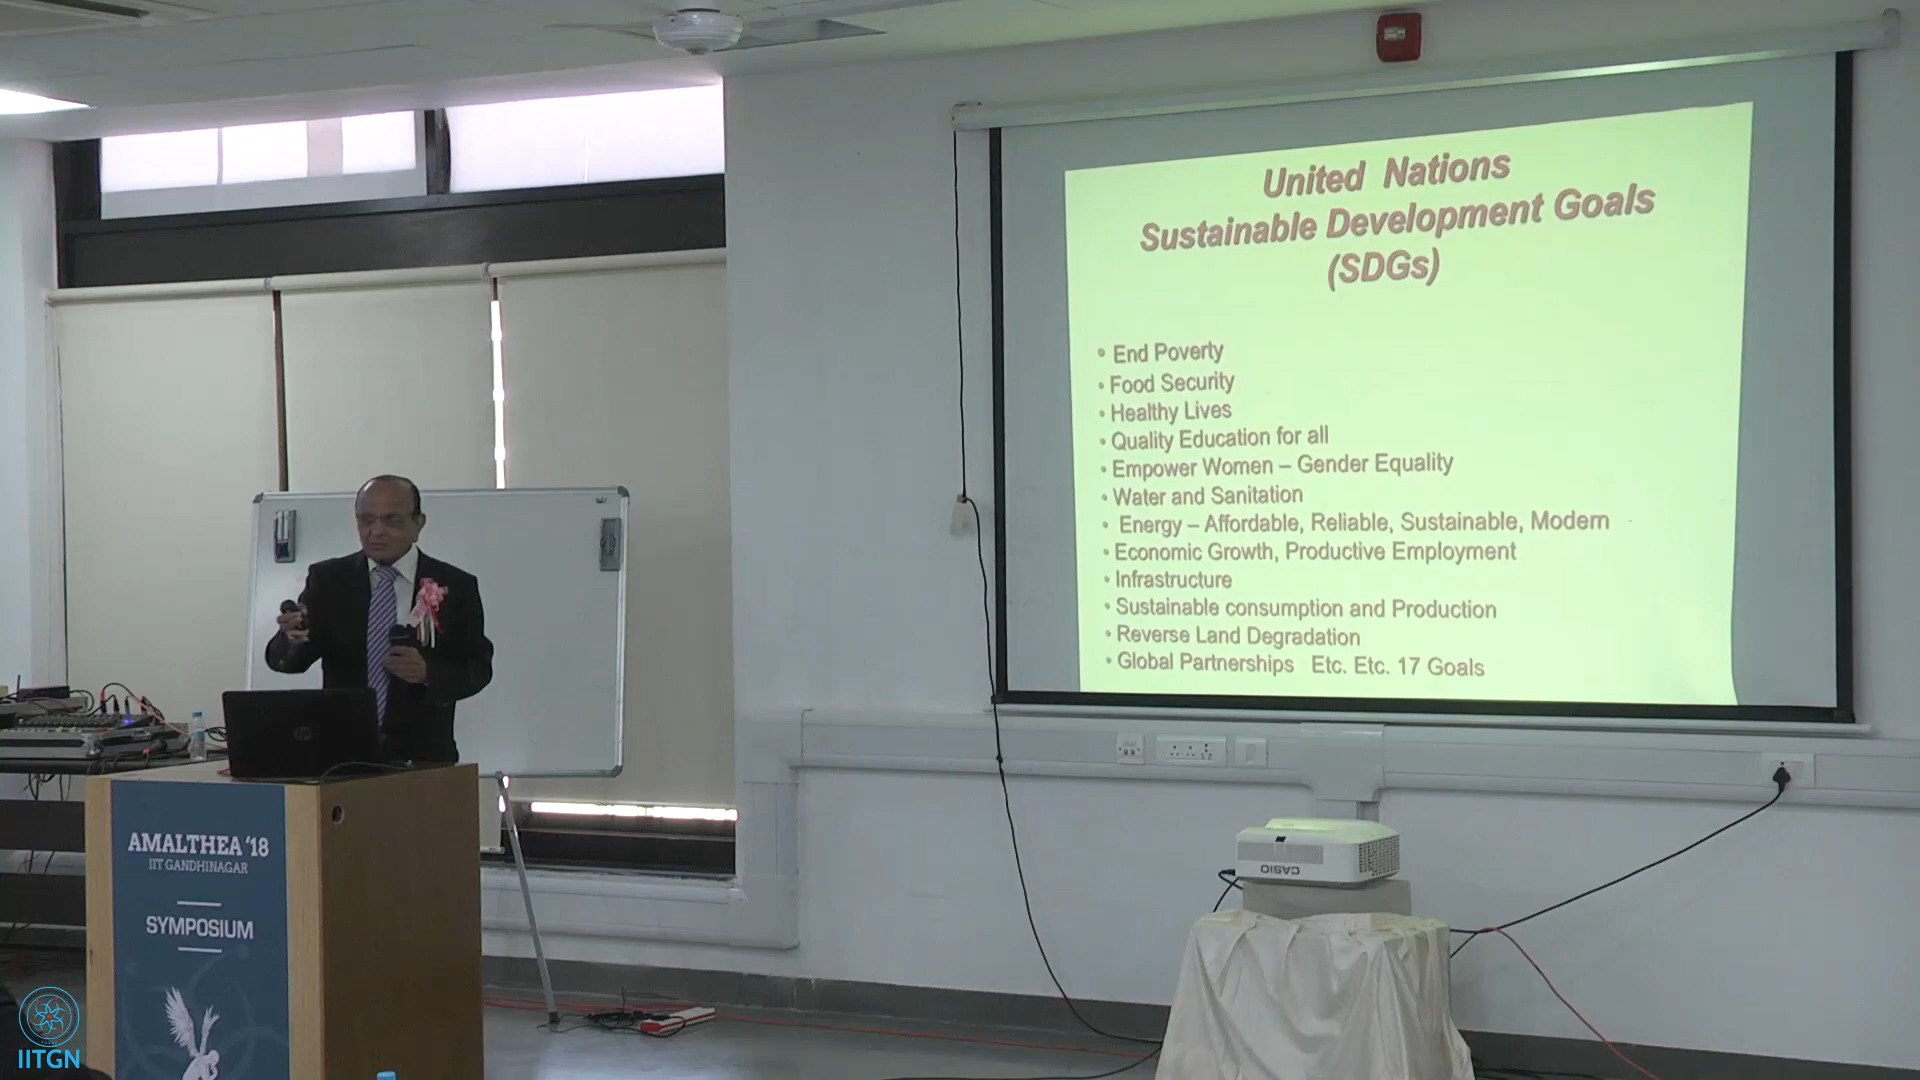 United Nations
Sustainable Development Goals
(SDGs)
• End Poverty
• Food Security
• Healthy Lives
• Quality Education for all
• Empower Women – Gender Equality
• Water and Sanitation
• Energy – Affordable, Reliable, Sustainable, Modern
• Economic Growth, Productive Employment
• Infrastructure
• Sustainable consumption and Production
• Reverse Land Degradation
• Global Partnerships Etc. Etc. 17 Goals
AMALTHEA '18
IIT GANDHINAGAR
SYMPOSIUM
CASIO
hp
IITGN